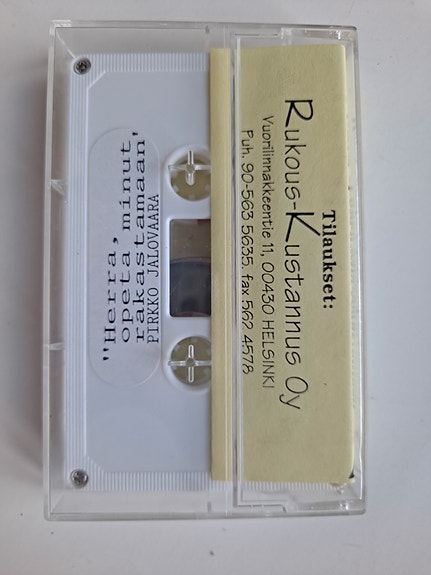 Tilaukset:
Rukous-Kustannus Oy
Vuorilinnakkeentie 11, 00430 HELSINKI
Puh. 90-563 5635. fax 562 4578
"Herra,
opeta minut
rakastamaan'
PIRKKO JALOVAARA